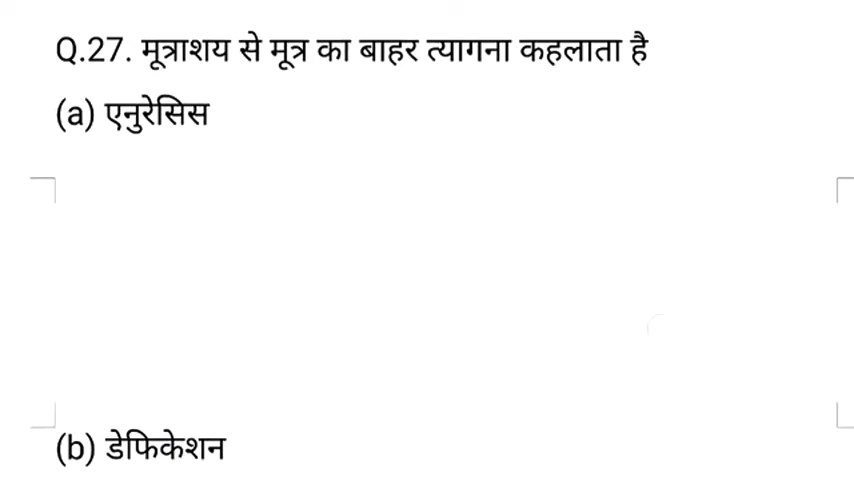 Q.27. मूत्राशय से मूत्र का बाहर त्यागना कहलाता है
(a) एनुरेसिस
(b) डेफिकेशन